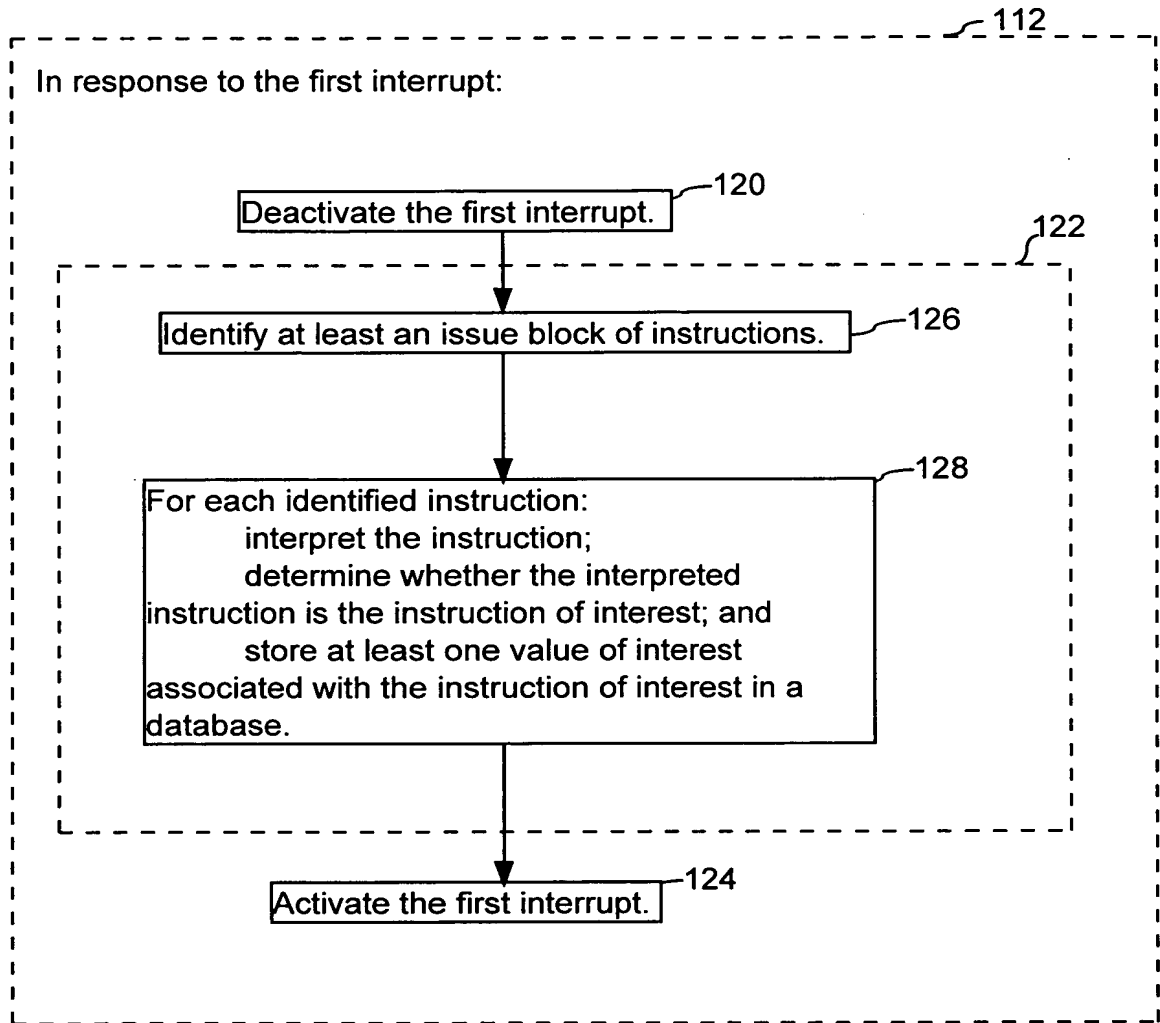 112
In response to the first interrupt:
120
Deactivate the first interrupt.
122
Identify at least an issue block of instructions.
126
128
For each identified instruction:
interpret the instruction;
determine whether the interpreted
instruction is the instruction of interest; and
store at least one value of interest
associated with the instruction of interest in a
database.
124
Activate the first interrupt.